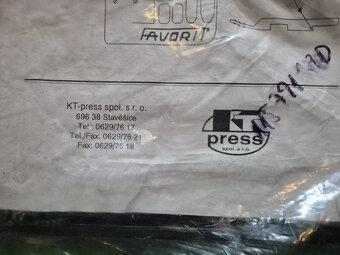 FAVORIT
KT-press spol. s r. o.
696 38 Stavěšice
Tel.: 0629/76 17
Tel./Fax: 0629/76 21
Fax: 0629/76 18
KT
press
spol. s r.o.